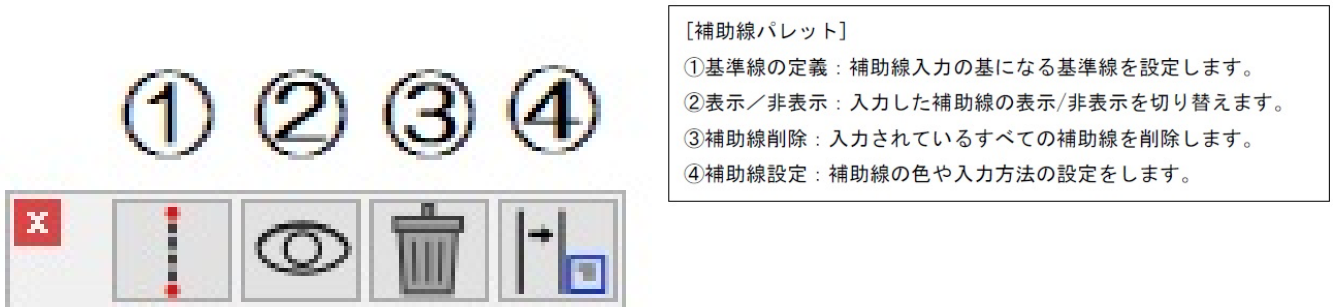 ① ② ③ ④
x
[補助線パレット]
①基準線の定義：補助線入力の基になる基準線を設定します。
②表示／非表示：入力した補助線の表示/非表示を切り替えます。
③補助線削除：入力されているすべての補助線を削除します。
④補助線設定：補助線の色や入力方法の設定をします。